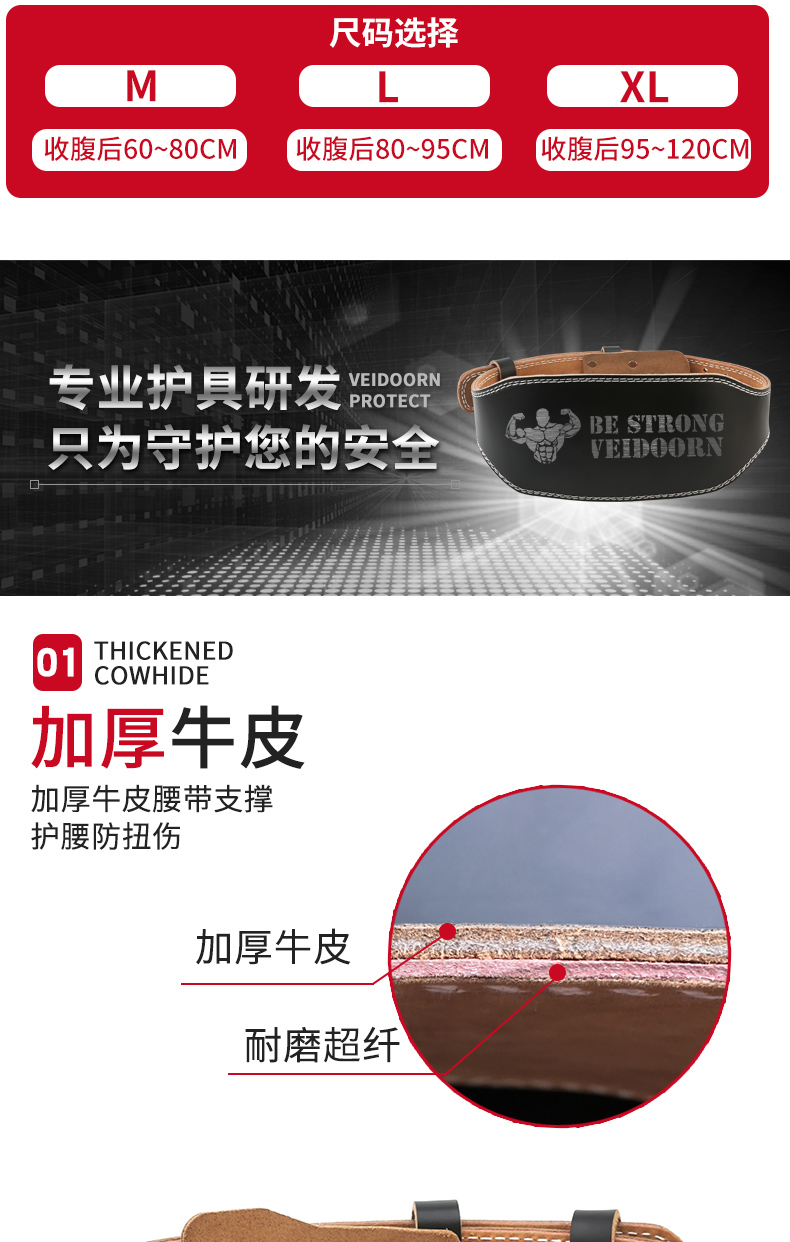 尺码选择
M
L
XL
收腹后60~80CM
收腹后80~95CM
收腹后95~120CM
专业护具研发
VEIDOORN
PROTECT
只为守护您的安全
BE STRONG
VEIDOORN
01
THICKENED
COWHIDE
加厚牛皮
加厚牛皮腰带支撑
护腰防扭伤
加厚牛皮
耐磨超纤